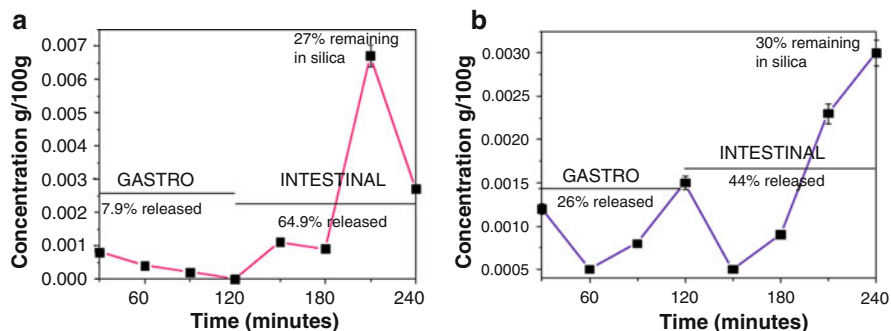 a
Concentration g/100g
0.007
0.006
0.005
0.004
0.003
0.002
0.001
0.000
27% remaining
in silica
GASTRO
7.9% released
INTESTINAL
64.9% released
60
120
180
240
Time (minutes)
b
Concentration g/100g
0.0030
0.0025
0.0020
0.0015
0.0010
0.0005
30% remaining
in silica
GASTRO
26% released
INTESTINAL
44% released
60
120
180
240
Time (minutes)